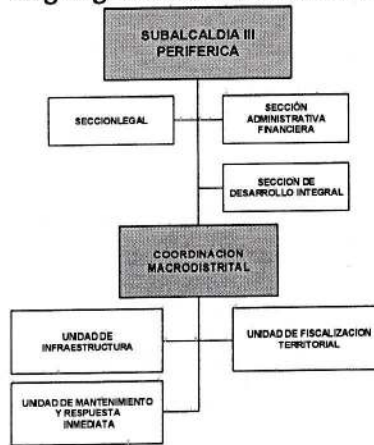 SUBALCALDIA III
PERIFERICA
SECCIONLEGAL
SECCIÓN
ADMINISTRATIVA
FINANCIERA
SECCION DE
DESARROLLO INTEGRAL
COORDINACION
MACRODISTRITAL
UNIDAD DE
INFRAESTRUCTURA
UNIDAD DE FISCALIZACION
TERRITORIAL
UNIDAD DE MANTENIMIENTO
Y RESPUESTA
INMEDIATA